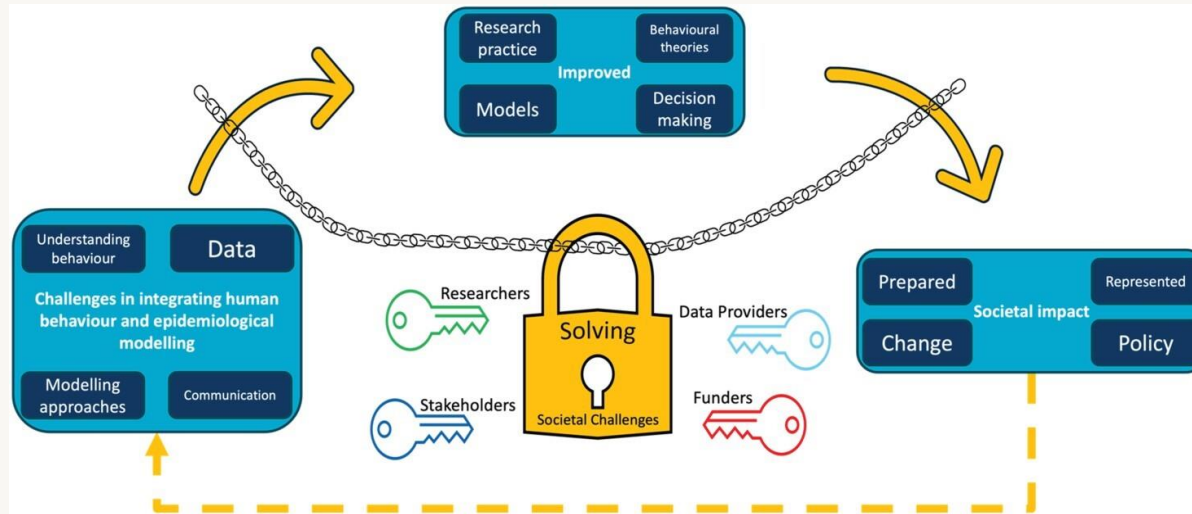 Research
practice
Behavioural
theories
Improved
Models
Decision
making
Understanding
behaviour
Data
Challenges in integrating human
behaviour and epidemiological
modelling
Modelling
approaches
Communication
Researchers
Data Providers
Solving
Stakeholders
Funders
Societal Challenges
Prepared
Represented
Societal impact
Change
Policy